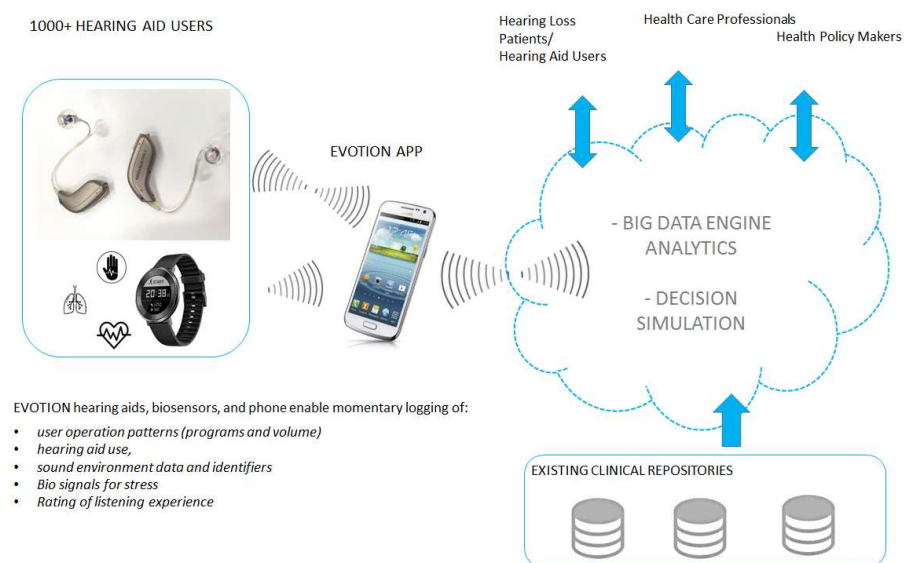 1000+ HEARING AID USERS
Hearing Loss
Patients/
Hearing Aid Users
Health Care Professionals
Health Policy Makers
EVOTION APP
- BIG DATA ENGINE
ANALYTICS
- DECISION
SIMULATION
20:38
EVOTION hearing aids, biosensors, and phone enable momentary logging of:
• user operation patterns (programs and volume)
• hearing aid use,
• sound environment data and identifiers
• Bio signals for stress
• Rating of listening experience
EXISTING CLINICAL REPOSITORIES